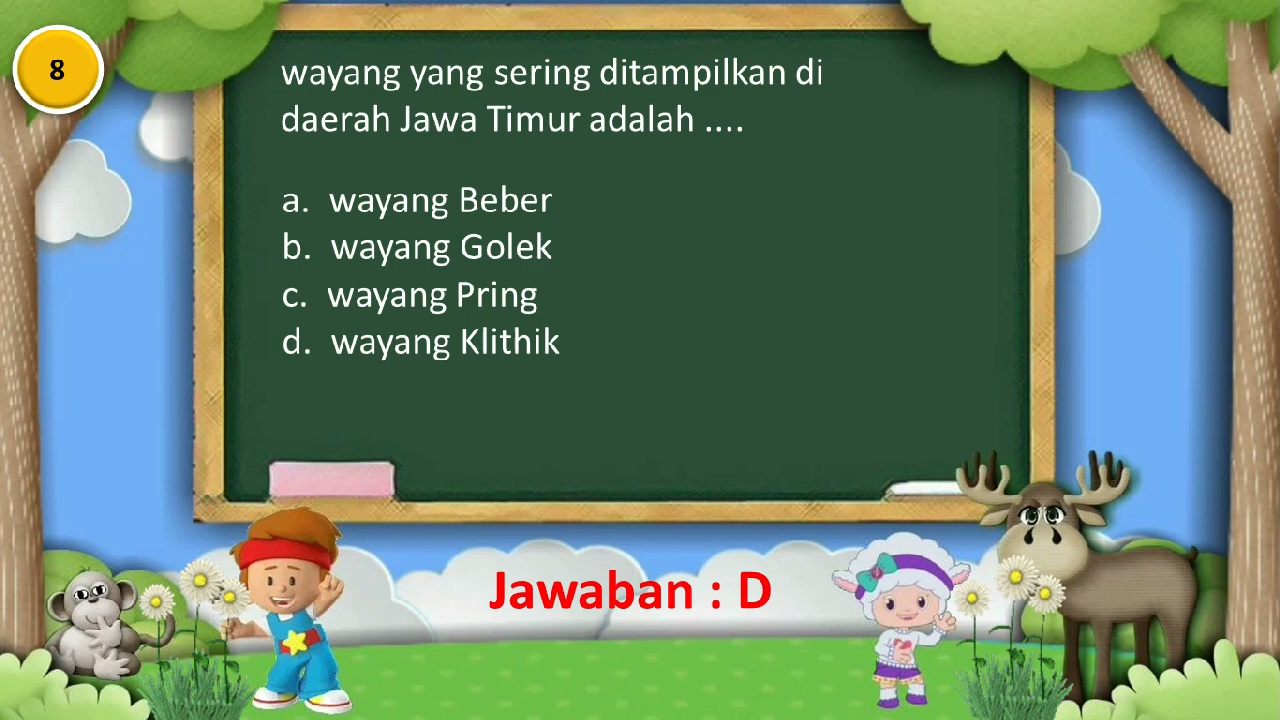 8
wayang yang sering ditampilkan di
daerah Jawa Timur adalah ....
a. wayang Beber
b. wayang Golek
c. wayang Pring
d. wayang Klithik
Jawaban : D